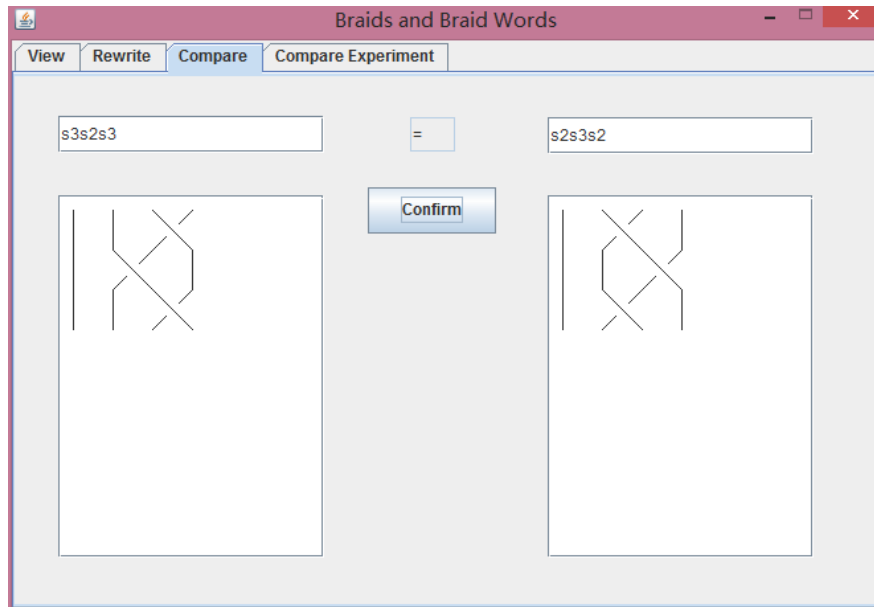 Braids and Braid Words
View Rewrite Compare Compare Experiment
s3s2s3 = s2s3s2
Confirm